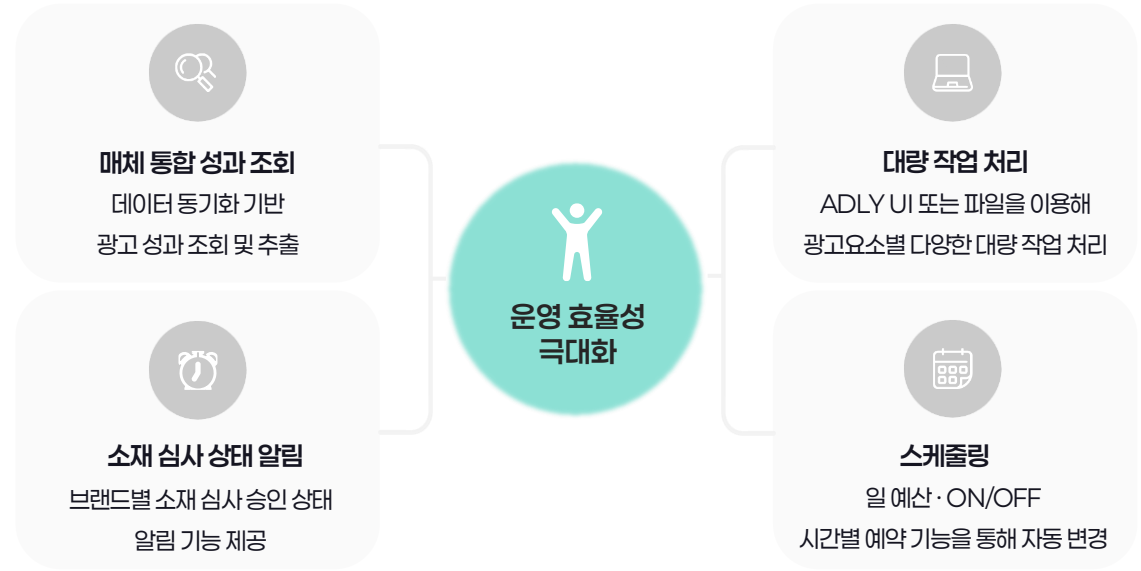 매체 통합 성과 조회
데이터 동기화 기반
광고 성과 조회 및 추출
소재 심사 상태 알림
브랜드별 소재 심사 승인 상태
알림 기능 제공
운영 효율성
극대화
대량 작업 처리
ADLY UI 또는 파일을 이용해
광고요소별 다양한 대량 작업 처리
스케줄링
일 예산 · ON/OFF
시간별 예약 기능을 통해 자동 변경